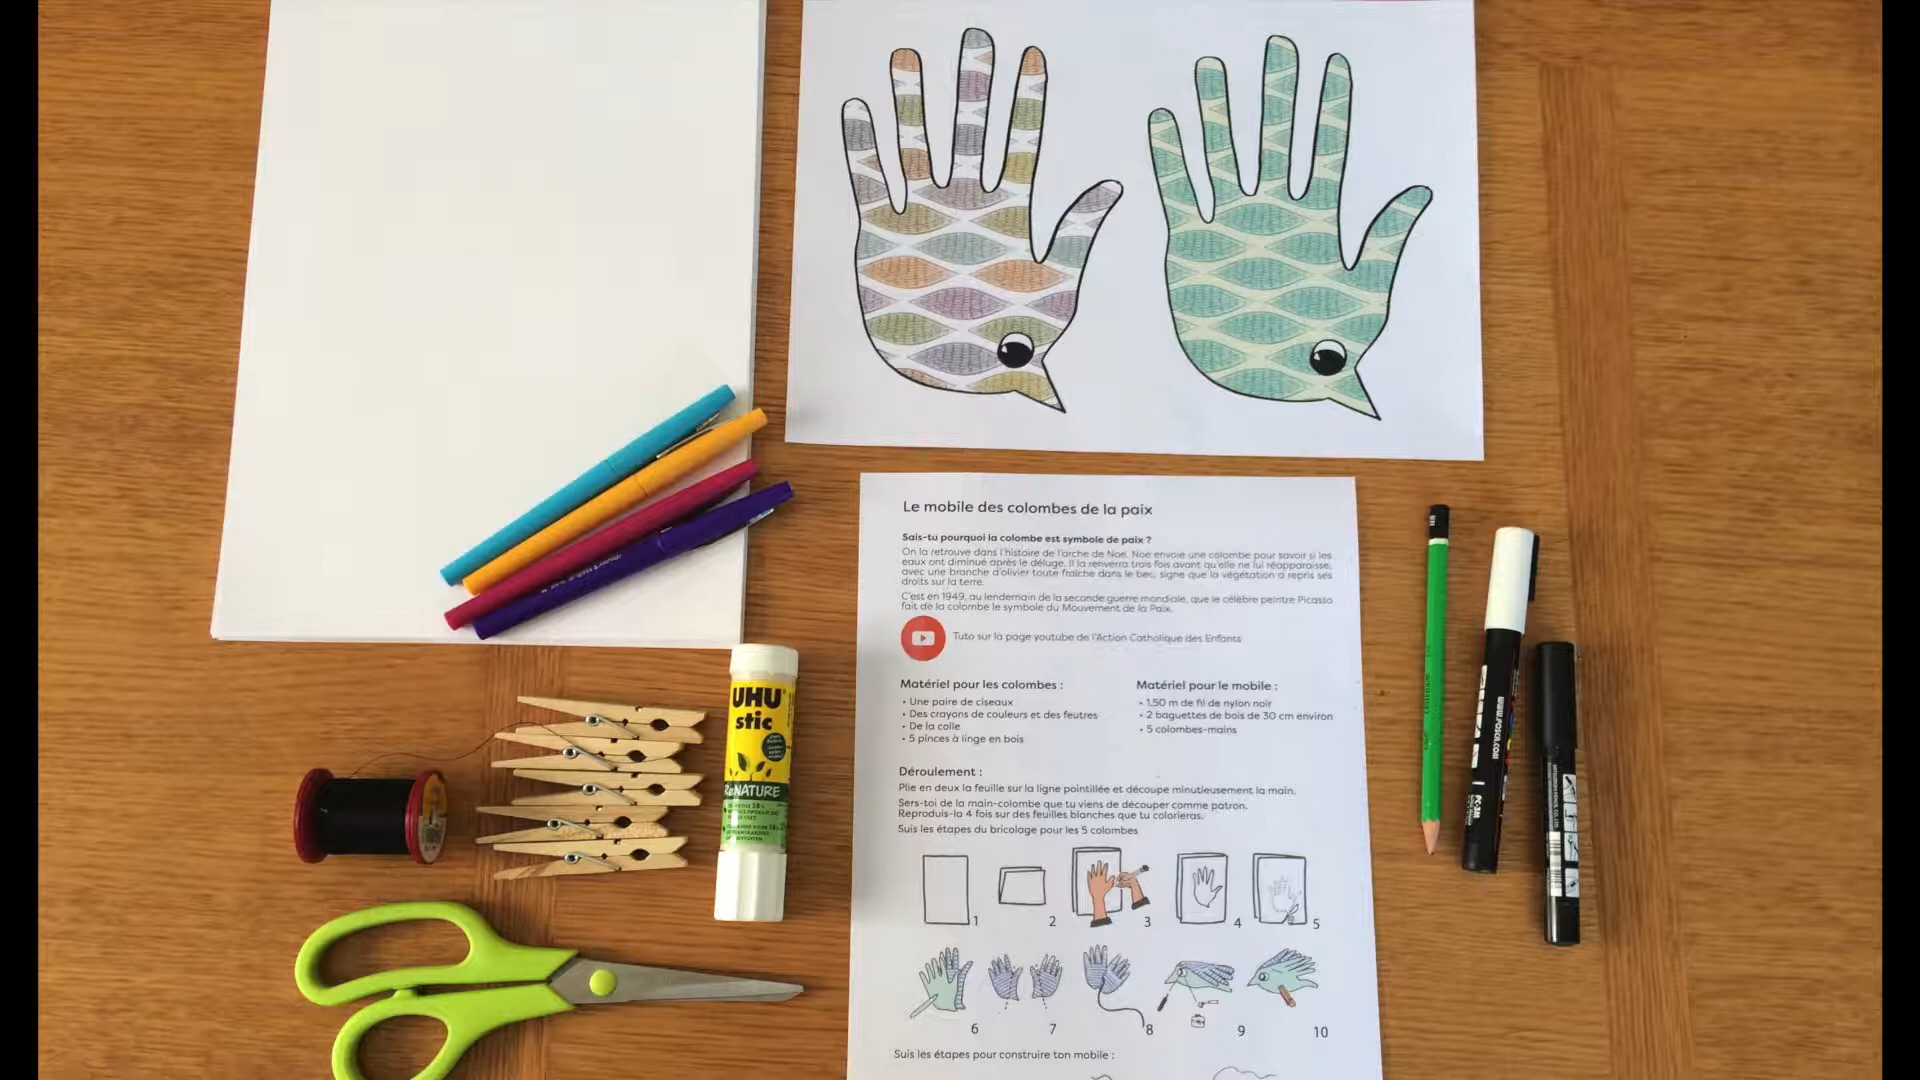 Le mobile des colombes de la paix
Sais-tu pourquoi la colombe est symbole de paix ?
On la retrouve dans l'histoire de l'arche de Noe. Noe envoie une colombe pour savoir si les
eaux ont diminué après le déluge. Il la renverra trois fois avant qu'elle ne lui réapparaisse,
avec une branche d'olivier toute fraîche dans le bec, signe que la végétation a repris ses
droits sur la terre.
C'est en 1949, au lendemain de la seconde guerre mondiale, que le célèbre peintre Picasso
fait de la colombe le symbole du Mouvement de la Paix.
Tuto sur la page youtube de l'Action Catholique des Enfants
Matériel pour les colombes :
• Une paire de ciseaux
• Des crayons de couleurs et des feutres
• De la colle
• 5 pinces à linge en bois
Matériel pour le mobile :
• 1,50 m de fil de nylon noir
• 2 baguettes de bois de 30 cm environ
• 5 colombes-mains
Déroulement :
Plie en deux la feuille sur la ligne pointillée et découpe minutieusement la main.
Sers-toi de la main-colombe que tu viens de découper comme patron.
Reproduis-la 4 fois sur des feuilles blanches que tu colorieras.
Suis les étapes du bricolage pour les 5 colombes
1 2 3 4 5
6 7 8 9 10
Suis les étapes pour construire ton mobile :
UHU
stic
ReNATURE
WWW.POSCA.COM
PC-3M